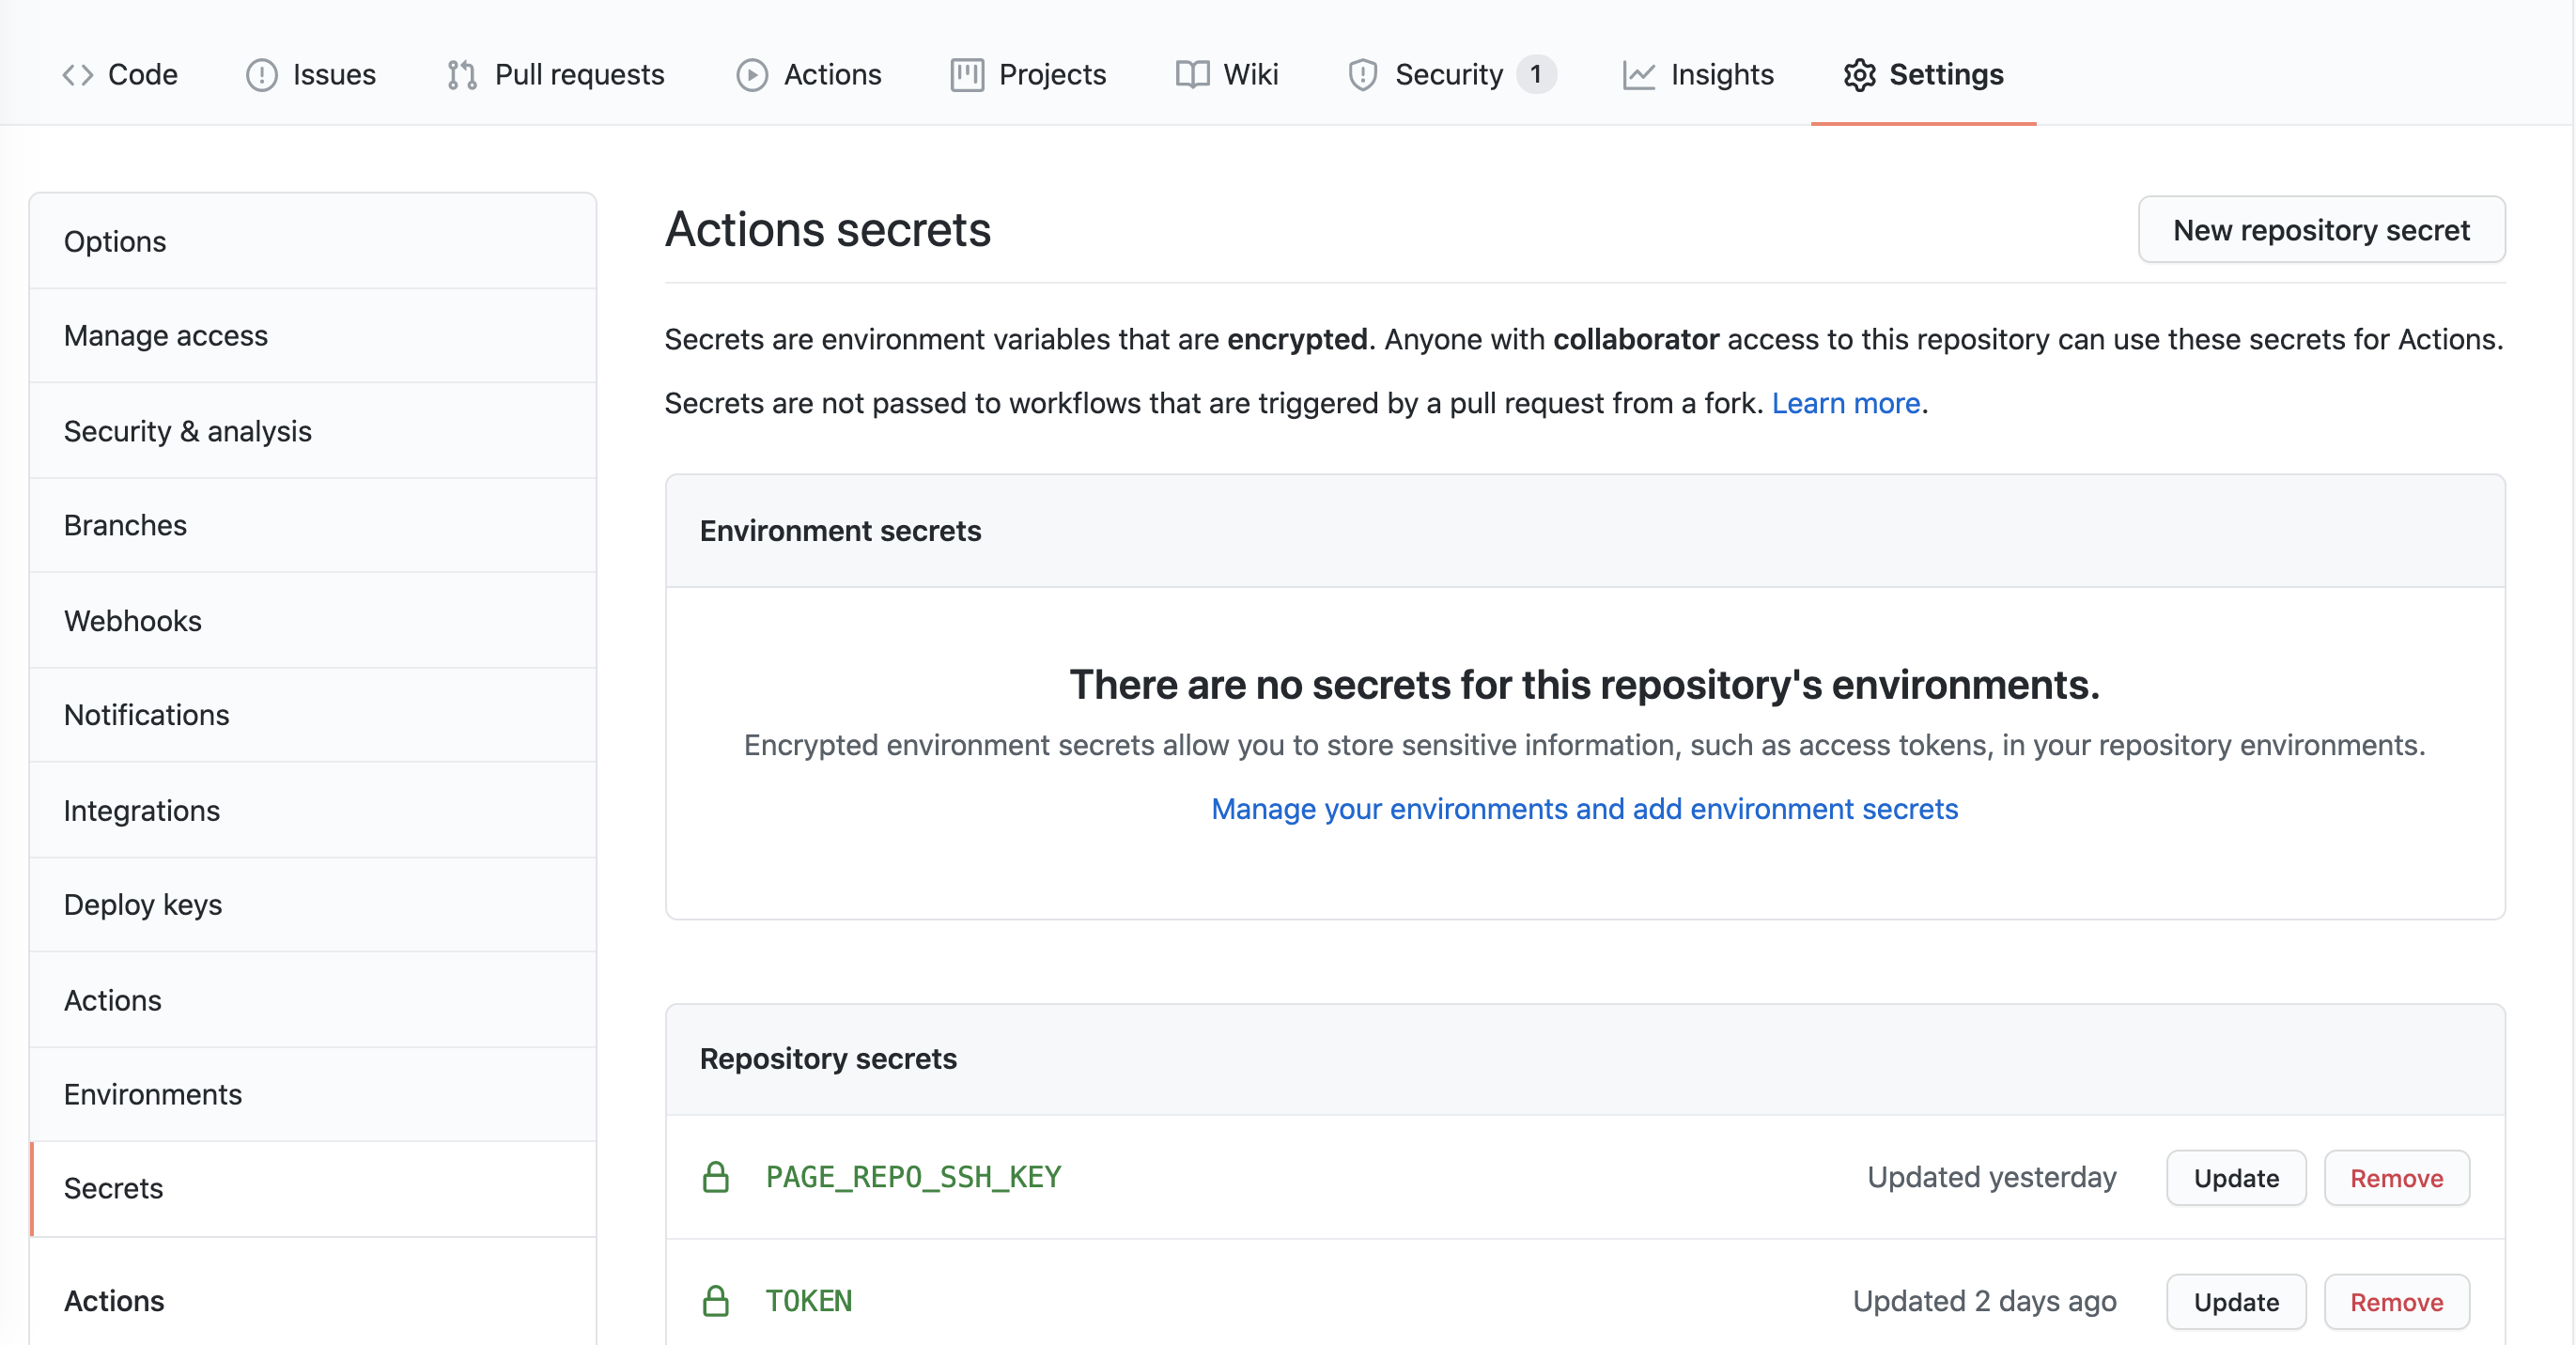 Code Issues Pull requests Actions Projects Wiki Security 1 Insights Settings
Options
Manage access
Security & analysis
Branches
Webhooks
Notifications
Integrations
Deploy keys
Actions
Environments
Secrets
Actions
Actions secrets
New repository secret
Secrets are environment variables that are encrypted. Anyone with collaborator access to this repository can use these secrets for Actions.
Secrets are not passed to workflows that are triggered by a pull request from a fork. Learn more.
Environment secrets
There are no secrets for this repository's environments.
Encrypted environment secrets allow you to store sensitive information, such as access tokens, in your repository environments.
Manage your environments and add environment secrets
Repository secrets
PAGE_REPO_SSH_KEY Updated yesterday Update Remove
TOKEN Updated 2 days ago Update Remove